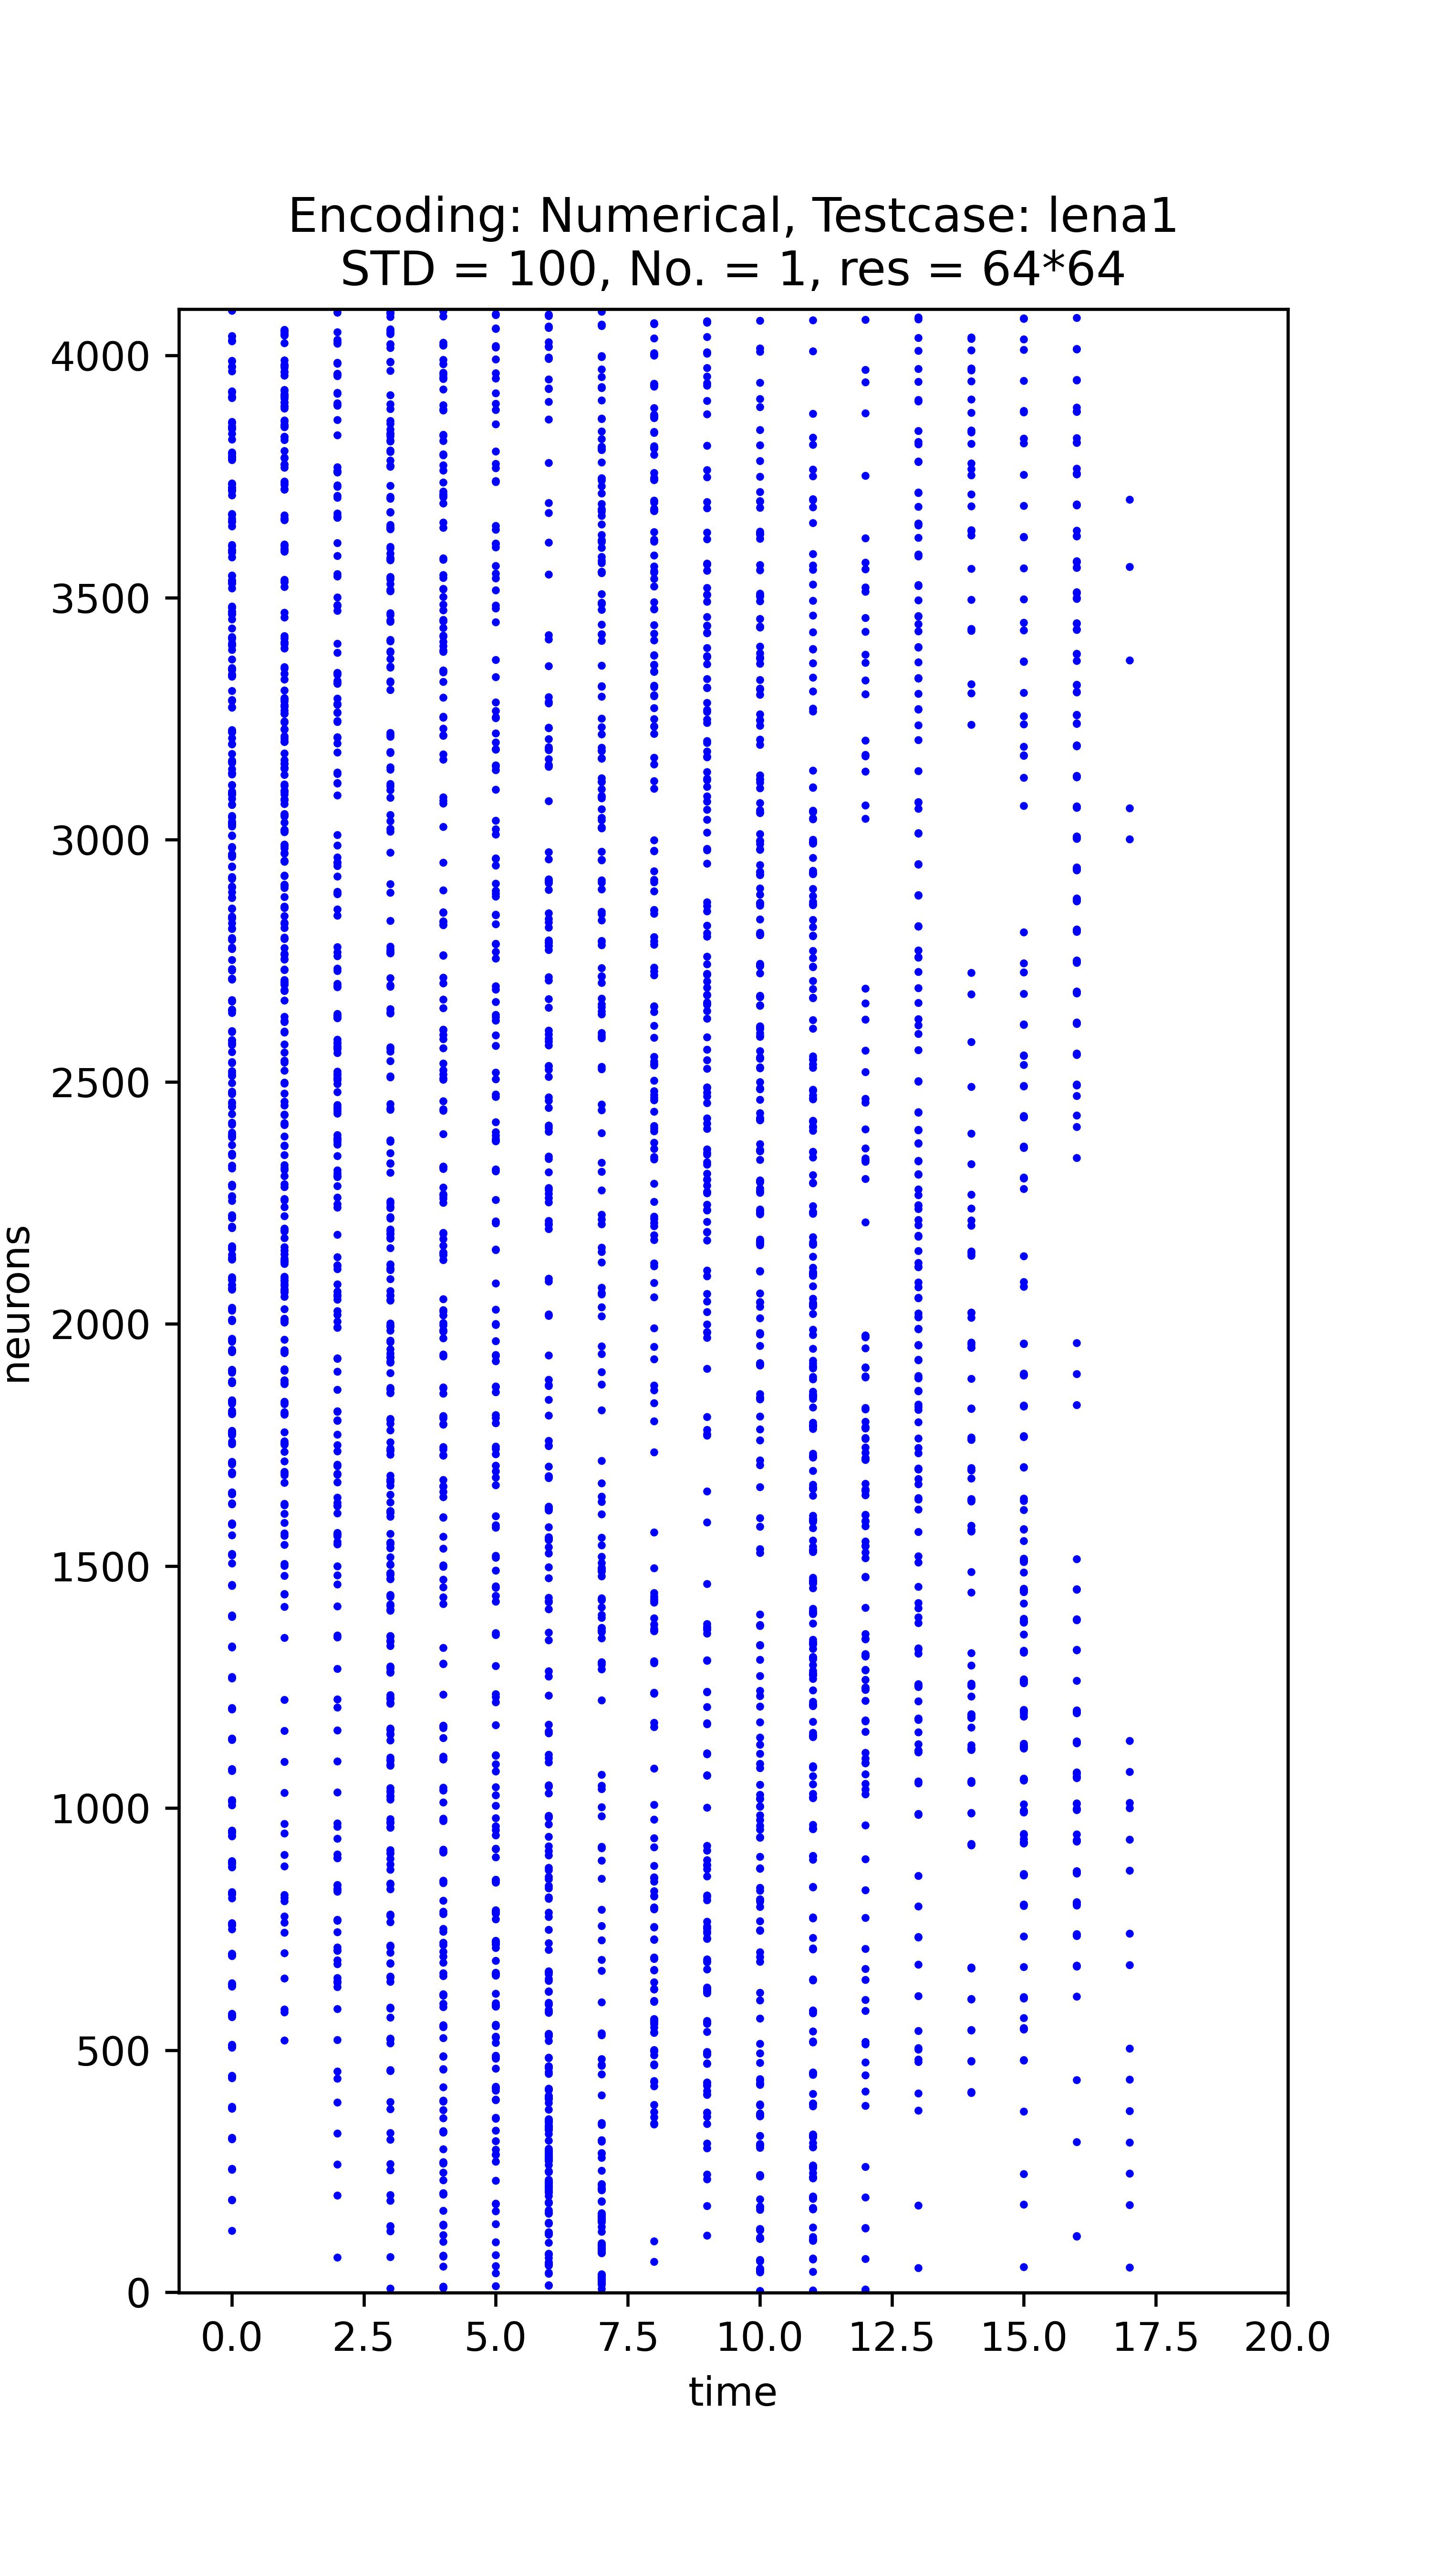 Encoding: Numerical, Testcase: lena1
STD = 100, No. = 1, res = 64*64
4000
3500
3000
2500
2000
1500
1000
500
0
neurons
0.0 2.5 5.0 7.5 10.0 12.5 15.0 17.5 20.0
time